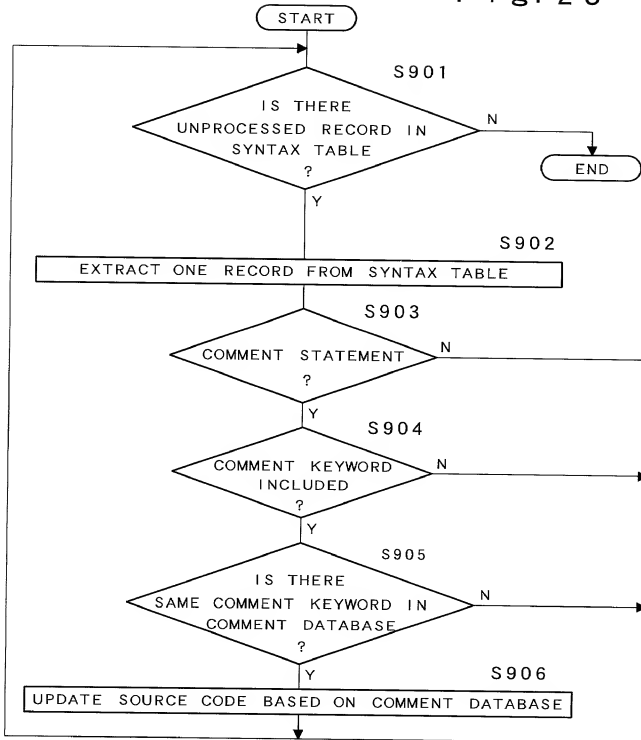 START
S901
IS THERE
UNPROCESSED RECORD IN
SYNTAX TABLE
?
N
END
Y
S902
EXTRACT ONE RECORD FROM SYNTAX TABLE
S903
COMMENT STATEMENT
?
N
Y
S904
COMMENT KEYWORD
INCLUDED
?
N
Y
S905
IS THERE
SAME COMMENT KEYWORD IN
COMMENT DATABASE
?
N
Y
S906
UPDATE SOURCE CODE BASED ON COMMENT DATABASE